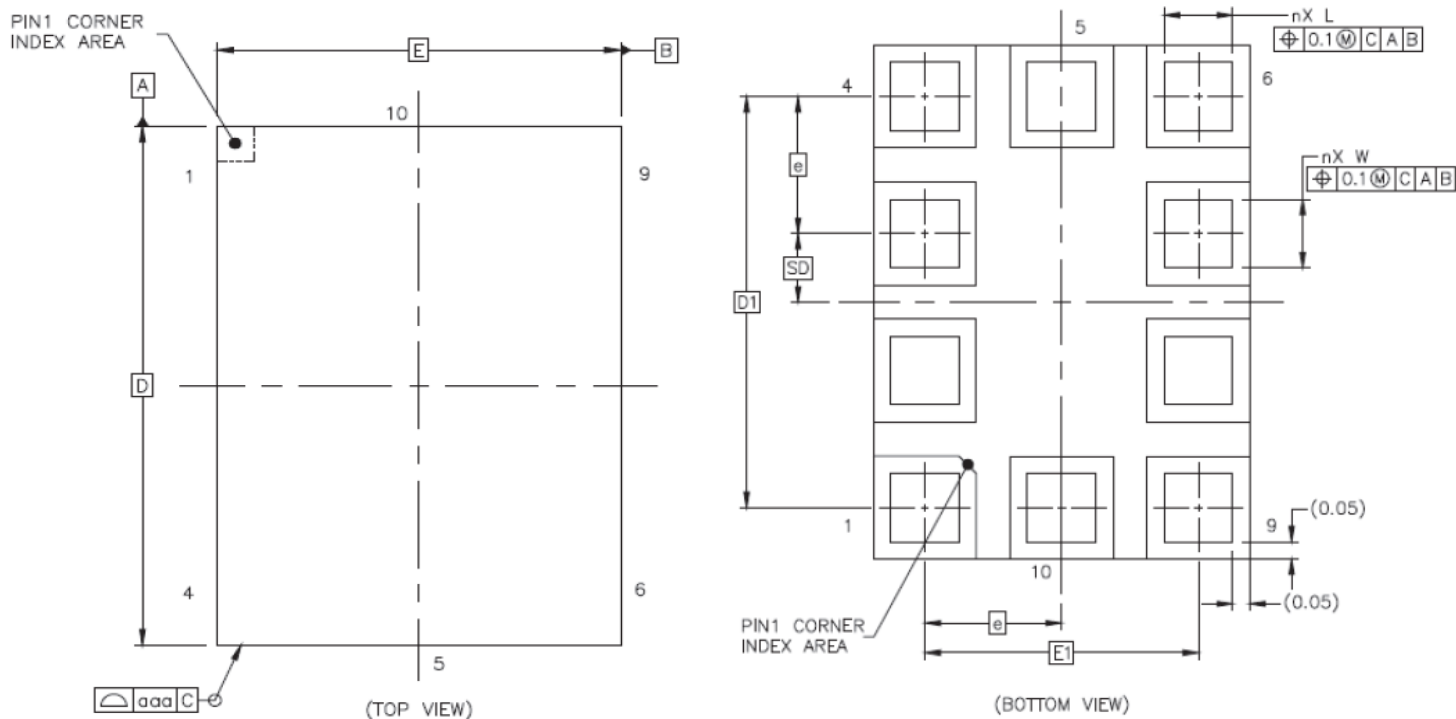 PIN1 CORNER
INDEX AREA
E
B
A
10
1
9
D
4
6
5
⌓ aaa C
(TOP VIEW)
5
nX L
⌖ 0.1 Ⓜ C A B
4
6
e
nX W
⌖ 0.1 Ⓜ C A B
SD
D1
(0.05)
1
9
10
(0.05)
PIN1 CORNER
INDEX AREA
e
E1
(BOTTOM VIEW)